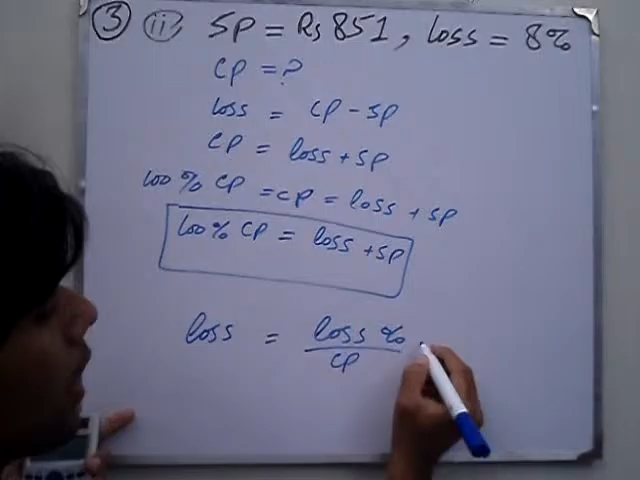 3 ii SP = Rs 851, loss = 8%
CP = ?
loss = CP - SP
CP = loss + SP
100% CP = CP = loss + SP
100% CP = loss + SP
loss = loss % / CP